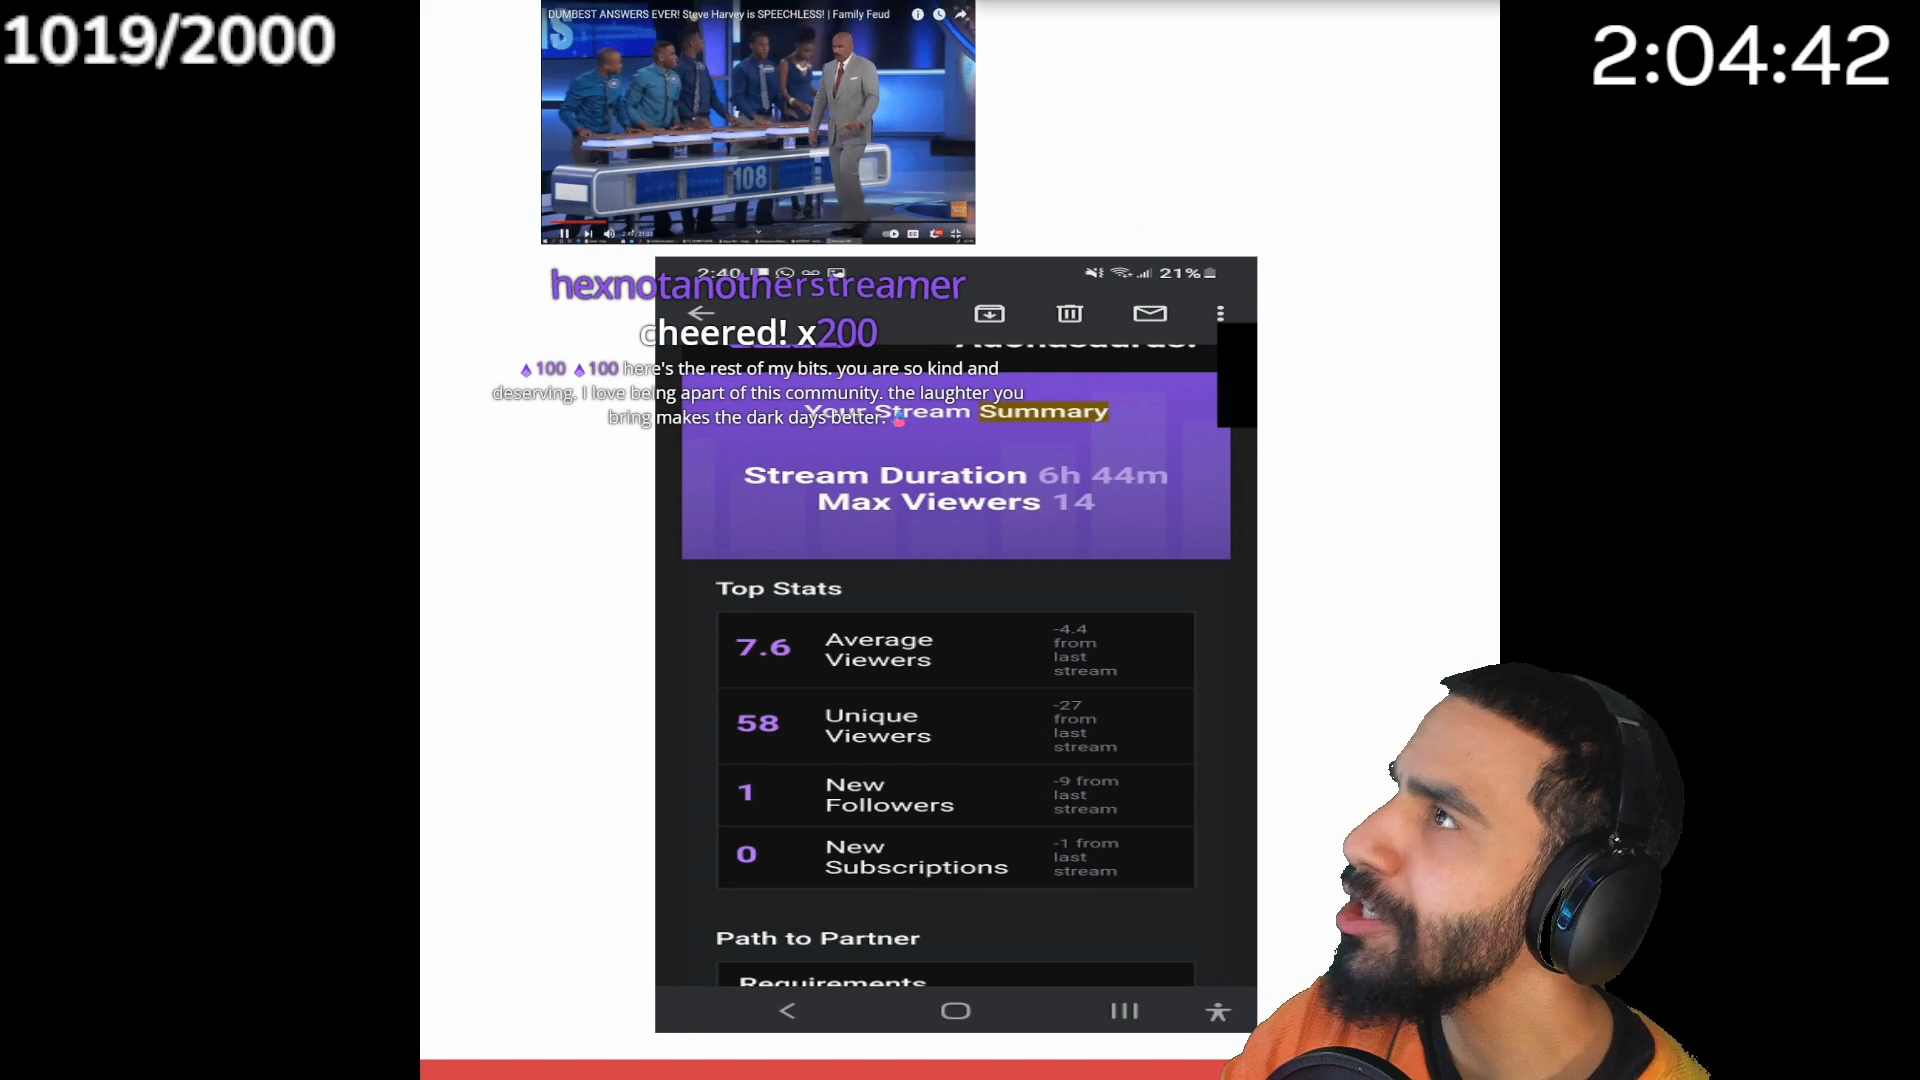 1019/2000
2:04:42
DUMBEST ANSWERS EVER! Steve Harvey is SPEECHLESS! | Family Feud
108
2:40
21%
hexnotanotherstreamer
cheered! x200
100 100 here's the rest of my bits. you are so kind and
deserving. I love being apart of this community. the laughter you
bring makes the dark days better.
Your Stream Summary
Stream Duration 6h 44m
Max Viewers 14
Top Stats
7.6 Average Viewers -4.4 from last stream
58 Unique Viewers -27 from last stream
1 New Followers -9 from last stream
0 New Subscriptions -1 from last stream
Path to Partner
Requirements